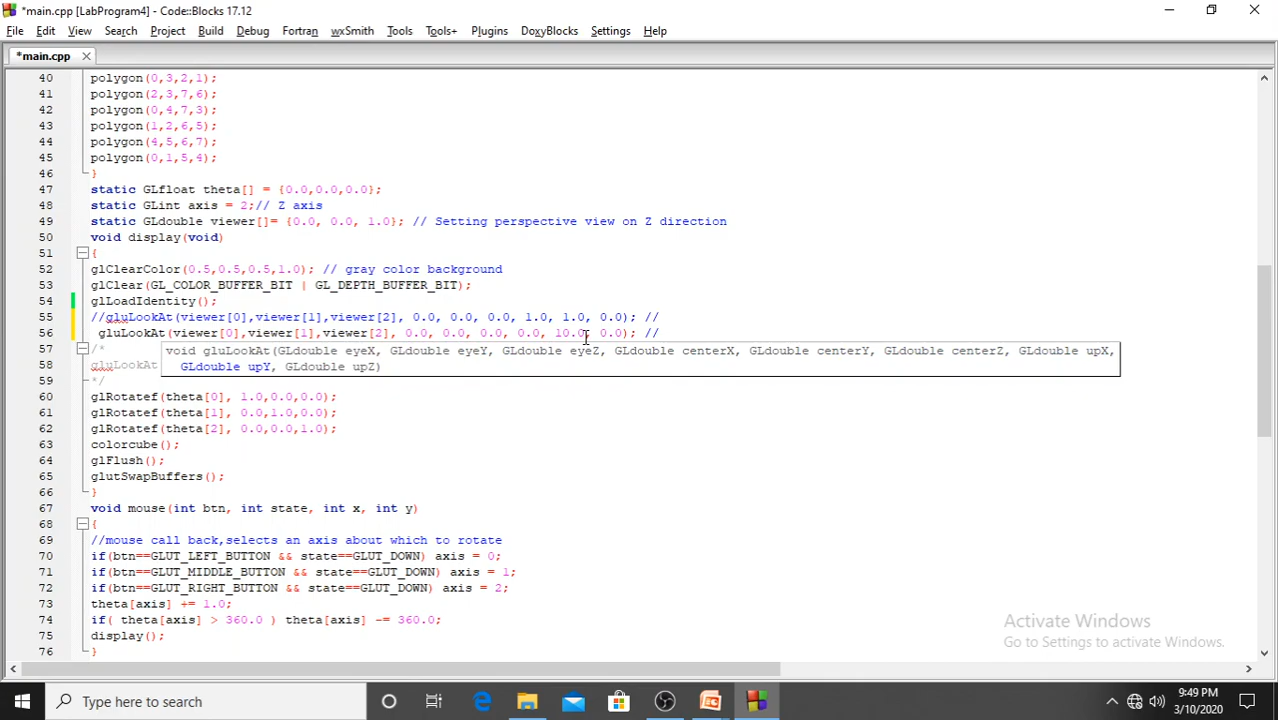 *main.cpp [LabProgram4] - Code::Blocks 17.12
File Edit View Search Project Build Debug Fortran wxSmith Tools Tools+ Plugins DoxyBlocks Settings Help
*main.cpp
40 polygon(0,3,2,1);
41 polygon(2,3,7,6);
42 polygon(0,4,7,3);
43 polygon(1,2,6,5);
44 polygon(4,5,6,7);
45 polygon(0,1,5,4);
46 }
47 static GLfloat theta[] = {0.0,0.0,0.0};
48 static GLint axis = 2;// Z axis
49 static GLdouble viewer[]= {0.0, 0.0, 1.0}; // Setting perspective view on Z direction
50 void display(void)
51 {
52 glClearColor(0.5,0.5,0.5,1.0); // gray color background
53 glClear(GL_COLOR_BUFFER_BIT | GL_DEPTH_BUFFER_BIT);
54 glLoadIdentity();
55 //gluLookAt(viewer[0],viewer[1],viewer[2], 0.0, 0.0, 0.0, 1.0, 1.0, 0.0); //
56 gluLookAt(viewer[0],viewer[1],viewer[2], 0.0, 0.0, 0.0, 0.0, 10.0, 0.0); //
57 /*
void gluLookAt(GLdouble eyeX, GLdouble eyeY, GLdouble eyeZ, GLdouble centerX, GLdouble centerY, GLdouble centerZ, GLdouble upX,
58 gluLookAt
GLdouble upY, GLdouble upZ)
59 */
60 glRotatef(theta[0], 1.0,0.0,0.0);
61 glRotatef(theta[1], 0.0,1.0,0.0);
62 glRotatef(theta[2], 0.0,0.0,1.0);
63 colorcube();
64 glFlush();
65 glutSwapBuffers();
66 }
67 void mouse(int btn, int state, int x, int y)
68 {
69 //mouse call back,selects an axis about which to rotate
70 if(btn==GLUT_LEFT_BUTTON && state==GLUT_DOWN) axis = 0;
71 if(btn==GLUT_MIDDLE_BUTTON && state==GLUT_DOWN) axis = 1;
72 if(btn==GLUT_RIGHT_BUTTON && state==GLUT_DOWN) axis = 2;
73 theta[axis] += 1.0;
74 if( theta[axis] > 360.0 ) theta[axis] -= 360.0;
75 display();
76 }
Activate Windows
Go to Settings to activate Windows.
Type here to search
9:49 PM
3/10/2020